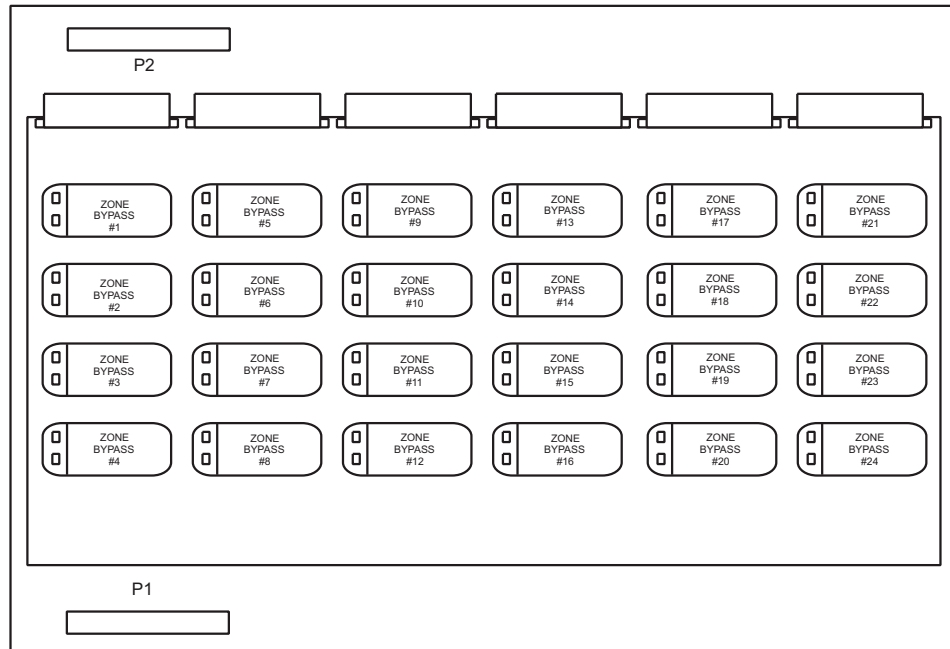 P2
ZONE
BYPASS
#1
ZONE
BYPASS
#5
ZONE
BYPASS
#9
ZONE
BYPASS
#13
ZONE
BYPASS
#17
ZONE
BYPASS
#21
ZONE
BYPASS
#2
ZONE
BYPASS
#6
ZONE
BYPASS
#10
ZONE
BYPASS
#14
ZONE
BYPASS
#18
ZONE
BYPASS
#22
ZONE
BYPASS
#3
ZONE
BYPASS
#7
ZONE
BYPASS
#11
ZONE
BYPASS
#15
ZONE
BYPASS
#19
ZONE
BYPASS
#23
ZONE
BYPASS
#4
ZONE
BYPASS
#8
ZONE
BYPASS
#12
ZONE
BYPASS
#16
ZONE
BYPASS
#20
ZONE
BYPASS
#24
P1